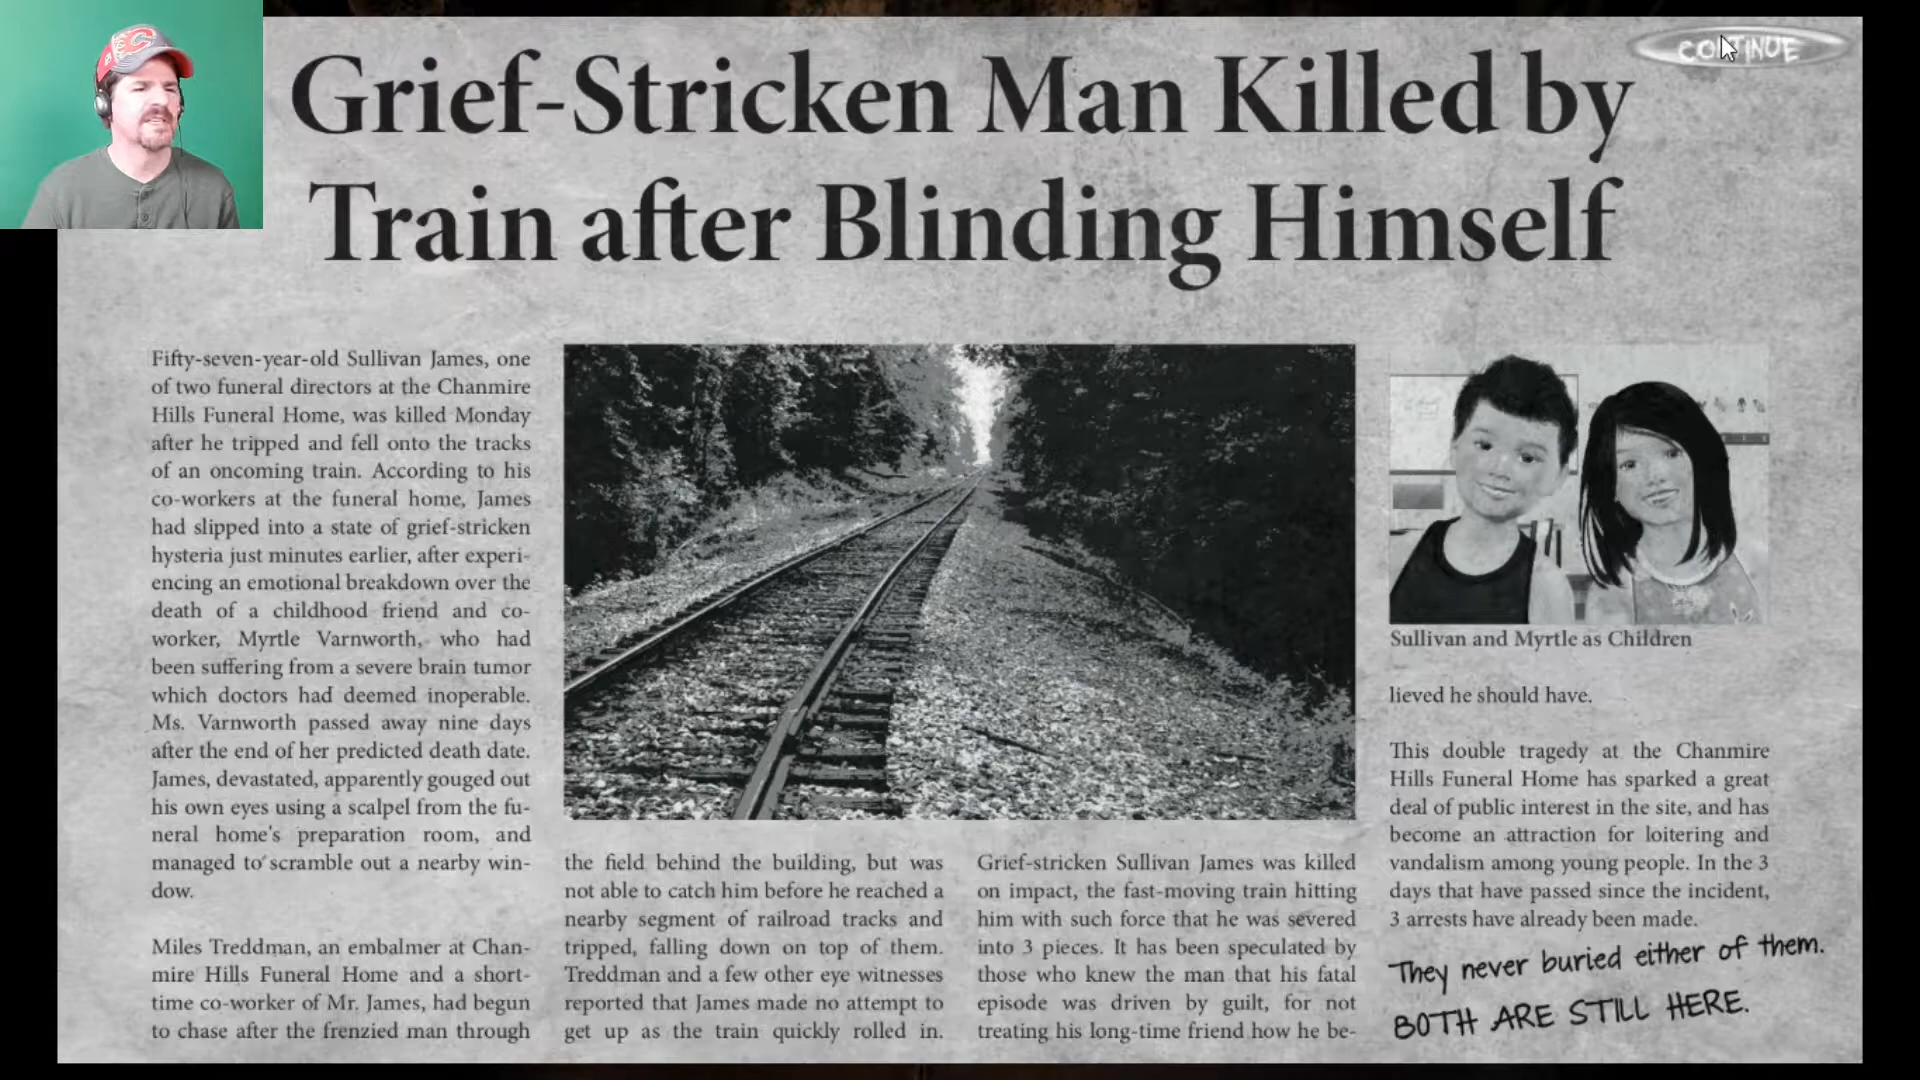 CONTINUE
Grief-Stricken Man Killed by
Train after Blinding Himself
Fifty-seven-year-old Sullivan James, one
of two funeral directors at the Chanmire
Hills Funeral Home, was killed Monday
after he tripped and fell onto the tracks
of an oncoming train. According to his
co-workers at the funeral home, James
had slipped into a state of grief-stricken
hysteria just minutes earlier, after experi-
encing an emotional breakdown over the
death of a childhood friend and co-
worker, Myrtle Varnworth, who had
been suffering from a severe brain tumor
which doctors had deemed inoperable.
Ms. Varnworth passed away nine days
after the end of her predicted death date.
James, devastated, apparently gouged out
his own eyes using a scalpel from the fu-
neral home's preparation room, and
managed to scramble out a nearby win-
dow.
Miles Treddman, an embalmer at Chan-
mire Hills Funeral Home and a short-
time co-worker of Mr. James, had begun
to chase after the frenzied man through
the field behind the building, but was
not able to catch him before he reached a
nearby segment of railroad tracks and
tripped, falling down on top of them.
Treddman and a few other eye witnesses
reported that James made no attempt to
get up as the train quickly rolled in.
Grief-stricken Sullivan James was killed
on impact, the fast-moving train hitting
him with such force that he was severed
into 3 pieces. It has been speculated by
those who knew the man that his fatal
episode was driven by guilt, for not
treating his long-time friend how he be-
Sullivan and Myrtle as Children
lieved he should have.
This double tragedy at the Chanmire
Hills Funeral Home has sparked a great
deal of public interest in the site, and has
become an attraction for loitering and
vandalism among young people. In the 3
days that have passed since the incident,
3 arrests have already been made.
They never buried either of them.
BOTH ARE STILL HERE.